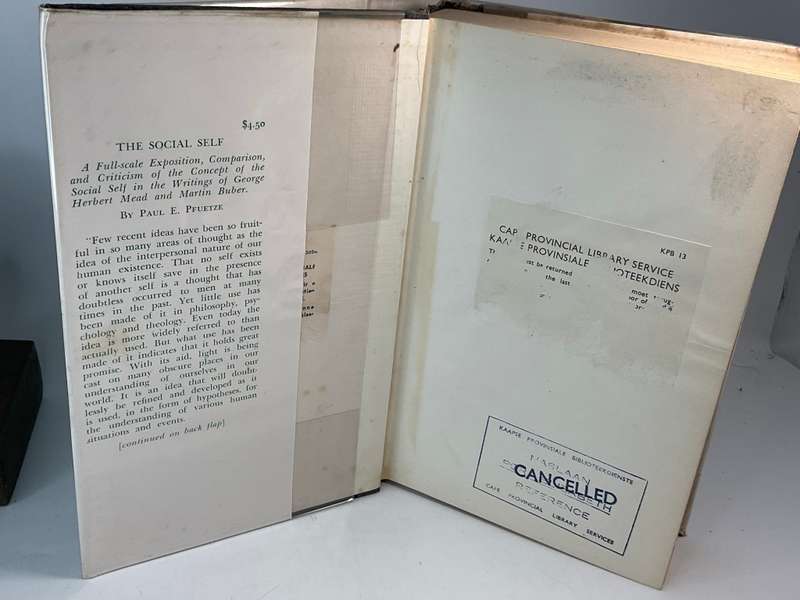 $4.50
THE SOCIAL SELF
A Full-scale Exposition, Comparison,
and Criticism of the Concept of the
Social Self in the Writings of George
Herbert Mead and Martin Buber.
BY PAUL E. PFUETZE
"Few recent ideas have been so fruit-
ful in so many areas of thought as the
idea of the interpersonal nature of our
human existence. That no self exists
or knows itself save in the presence
of another self is a thought that has
doubtless occurred to men at many
times in the past. Yet little use has
been made of it in philosophy, psy-
chology and theology. Even today the
idea is more widely referred to than
actually used. But what use has been
made of it indicates that it holds great
promise. With its aid, light is being
cast on many obscure places in our
understanding of ourselves in our
world. It is an idea that will doubt-
lessly be refined and developed as it
is used, in the form of hypotheses, for
the understanding of various human
situations and events.
[continued on back flap]
KPB 13
CAPE PROVINCIAL LIBRARY SERVICE
KAAPSE PROVINSIALE BIBLIOTEEKDIENS
be returned
the last
moet
KAAPSE PROVINSIALE BIBLIOTEEKDIENSTE
NASLAAN
CANCELLED
REFERENCE
CAPE PROVINCIAL LIBRARY SERVICES